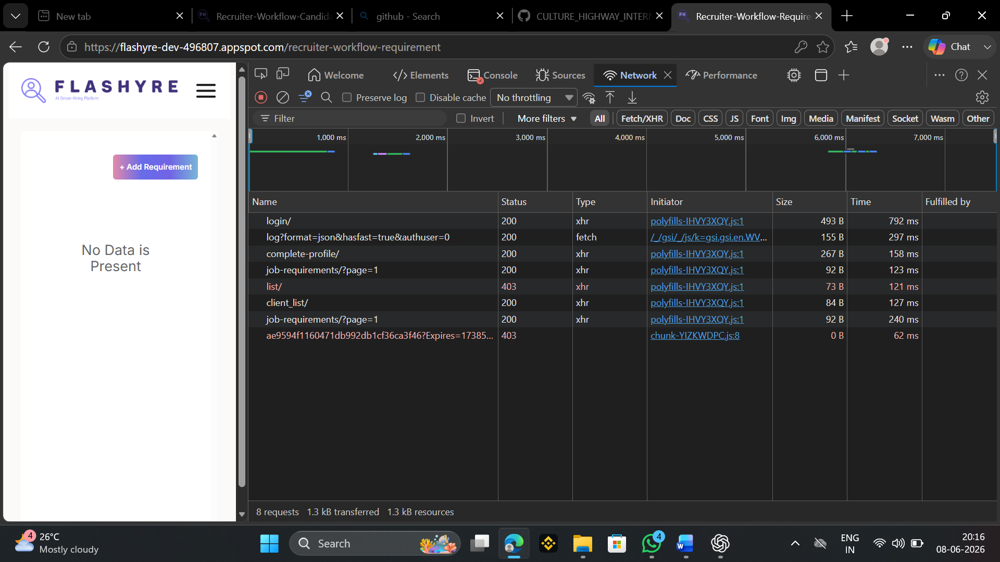 New tab
Recruiter-Workflow-Candida
github - Search
CULTURE_HIGHWAY_INTERN
Recruiter-Workflow-Require
https://flashyre-dev-496807.appspot.com/recruiter-workflow-requirement
Chat
FLASHYRE
AI Driven Hiring Platform
+ Add Requirement
No Data is
Present
Welcome
Elements
Console
Sources
Network
Performance
Preserve log
Disable cache
No throttling
Filter
Invert
More filters
All
Fetch/XHR
Doc
CSS
JS
Font
Img
Media
Manifest
Socket
Wasm
Other
1,000 ms
2,000 ms
3,000 ms
4,000 ms
5,000 ms
6,000 ms
7,000 ms
Name Status Type Initiator Size Time Fulfilled by
login/ 200 xhr polyfills-IHVY3XQY.js:1 493 B 792 ms
log?format=json&hasfast=true&authuser=0 200 fetch /_/gsi/_/js/k=gsi.gsi.en.WV... 155 B 297 ms
complete-profile/ 200 xhr polyfills-IHVY3XQY.js:1 267 B 158 ms
job-requirements/?page=1 200 xhr polyfills-IHVY3XQY.js:1 92 B 123 ms
list/ 403 xhr polyfills-IHVY3XQY.js:1 73 B 121 ms
client_list/ 200 xhr polyfills-IHVY3XQY.js:1 84 B 127 ms
job-requirements/?page=1 200 xhr polyfills-IHVY3XQY.js:1 92 B 240 ms
ae9594f1160471db992db1cf36ca3f46?Expires=17385... 403 chunk-YIZKWDPC.js:8 0 B 62 ms
8 requests 1.3 kB transferred 1.3 kB resources
4
26°C
Mostly cloudy
Search
4
ENG
IN
20:16
08-06-2026